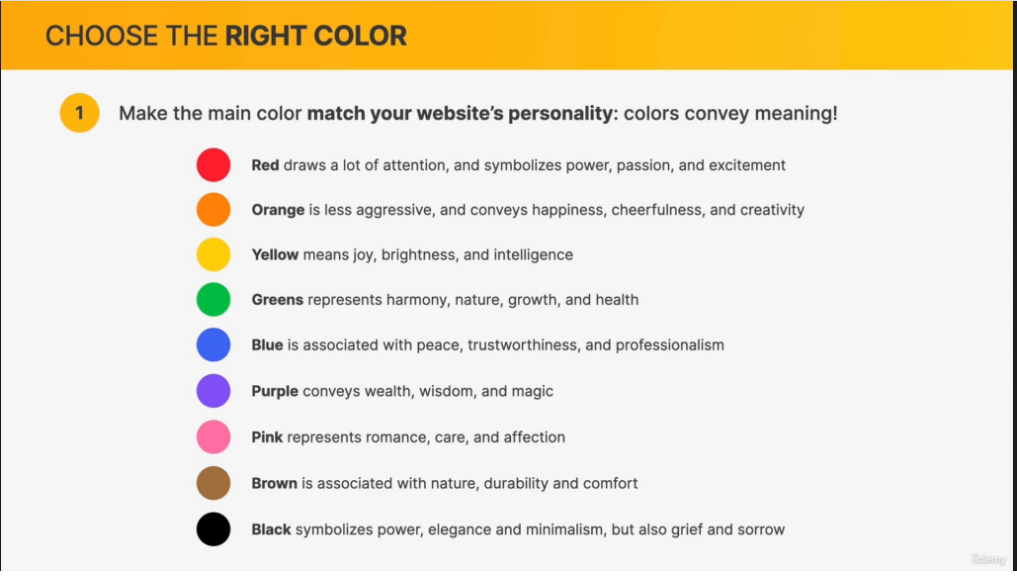 CHOOSE THE RIGHT COLOR
1 Make the main color match your website's personality: colors convey meaning!
Red draws a lot of attention, and symbolizes power, passion, and excitement
Orange is less aggressive, and conveys happiness, cheerfulness, and creativity
Yellow means joy, brightness, and intelligence
Greens represents harmony, nature, growth, and health
Blue is associated with peace, trustworthiness, and professionalism
Purple conveys wealth, wisdom, and magic
Pink represents romance, care, and affection
Brown is associated with nature, durability and comfort
Black symbolizes power, elegance and minimalism, but also grief and sorrow
ûdemy